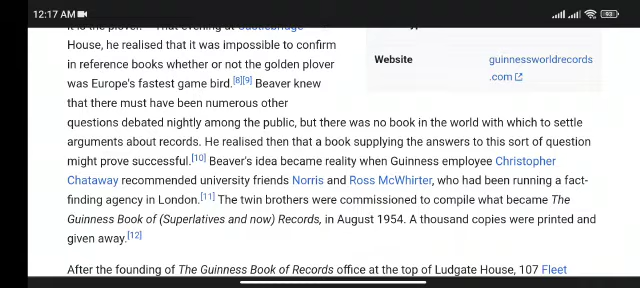 12:17 AM
93
it is the plover. That evening at Castlebridge
House, he realised that it was impossible to confirm
in reference books whether or not the golden plover
was Europe's fastest game bird.[8][9] Beaver knew
that there must have been numerous other
Website guinnessworldrecords
.com
questions debated nightly among the public, but there was no book in the world with which to settle
arguments about records. He realised then that a book supplying the answers to this sort of question
might prove successful.[10] Beaver's idea became reality when Guinness employee Christopher
Chataway recommended university friends Norris and Ross McWhirter, who had been running a fact-
finding agency in London.[11] The twin brothers were commissioned to compile what became The
Guinness Book of (Superlatives and now) Records, in August 1954. A thousand copies were printed and
given away.[12]
After the founding of The Guinness Book of Records office at the top of Ludgate House, 107 Fleet